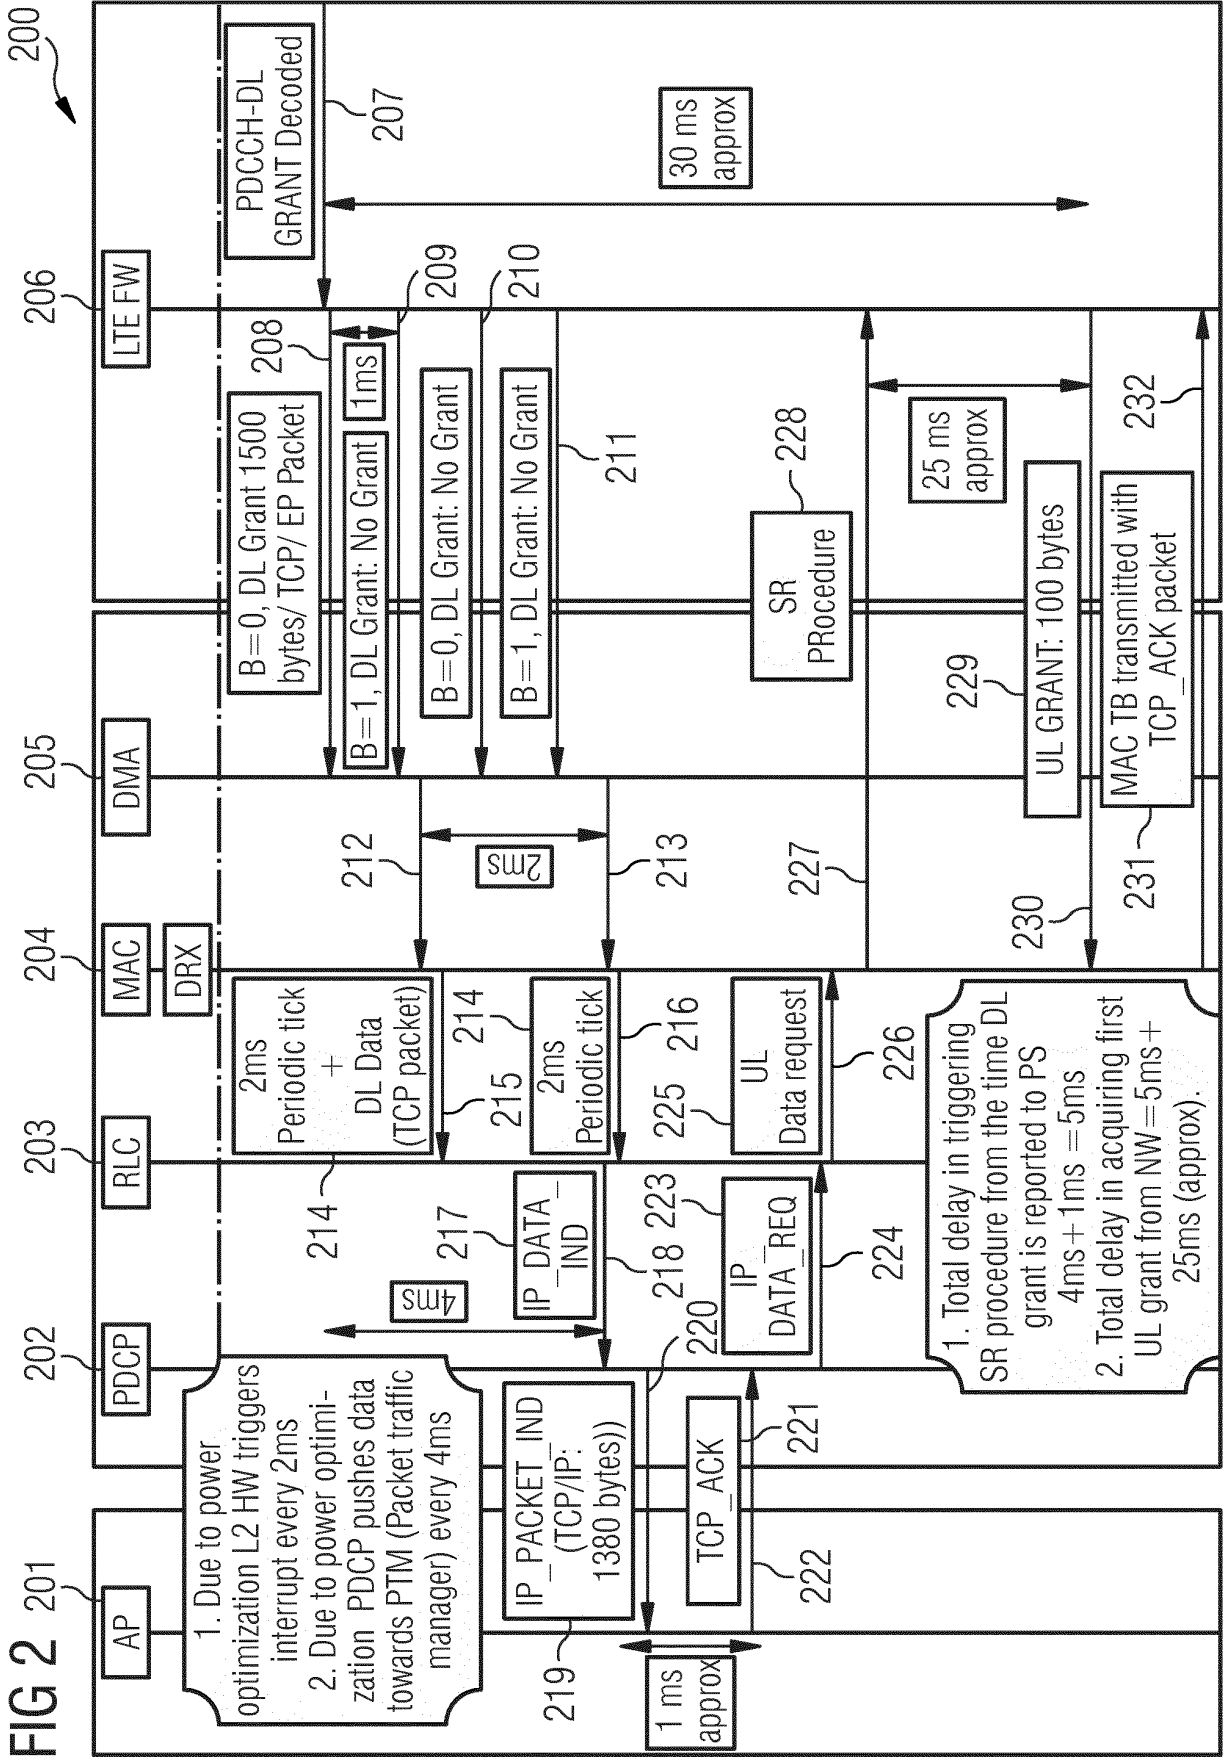 FIG 2
200
201
202
203
204
205
206
AP
PDCP
RLC
MAC
DRX
DMA
LTE FW
1. Due to power
optimization L2 HW triggers
interrupt every 2ms
2. Due to power optimi-
zation PDCP pushes data
towards PTM (Packet traffic
manager) every 4ms
214
2ms
Periodic tick
+
DL Data
(TCP packet)
B=0, DL Grant 1500
bytes/ TCP/ EP Packet
208
PDCCH-DL
GRANT Decoded
207
1ms
B=1, DL Grant: No Grant
209
212
B=0, DL Grant: No Grant
210
4ms
217
215
214
2ms
B=1, DL Grant: No Grant
211
219
IP_PACKET_IND
_(TCP/IP:
1380 bytes))
IP_DATA_
IND
2ms
Periodic tick
213
218
216
220
1 ms
approx
30 ms
approx
TCP_ACK
221
222
223
IP_
DATA_REQ
224
225
UL
Data request
226
227
SR
PRocedure
228
25 ms
approx
229
UL GRANT: 100 bytes
230
231
MAC TB transmitted with
TCP_ACK packet
232
1. Total delay in triggering
SR procedure from the time DL
grant is reported to PS
4ms+1ms =5ms
2. Total delay in acquiring first
UL grant from NW=5ms+
25ms (approx).